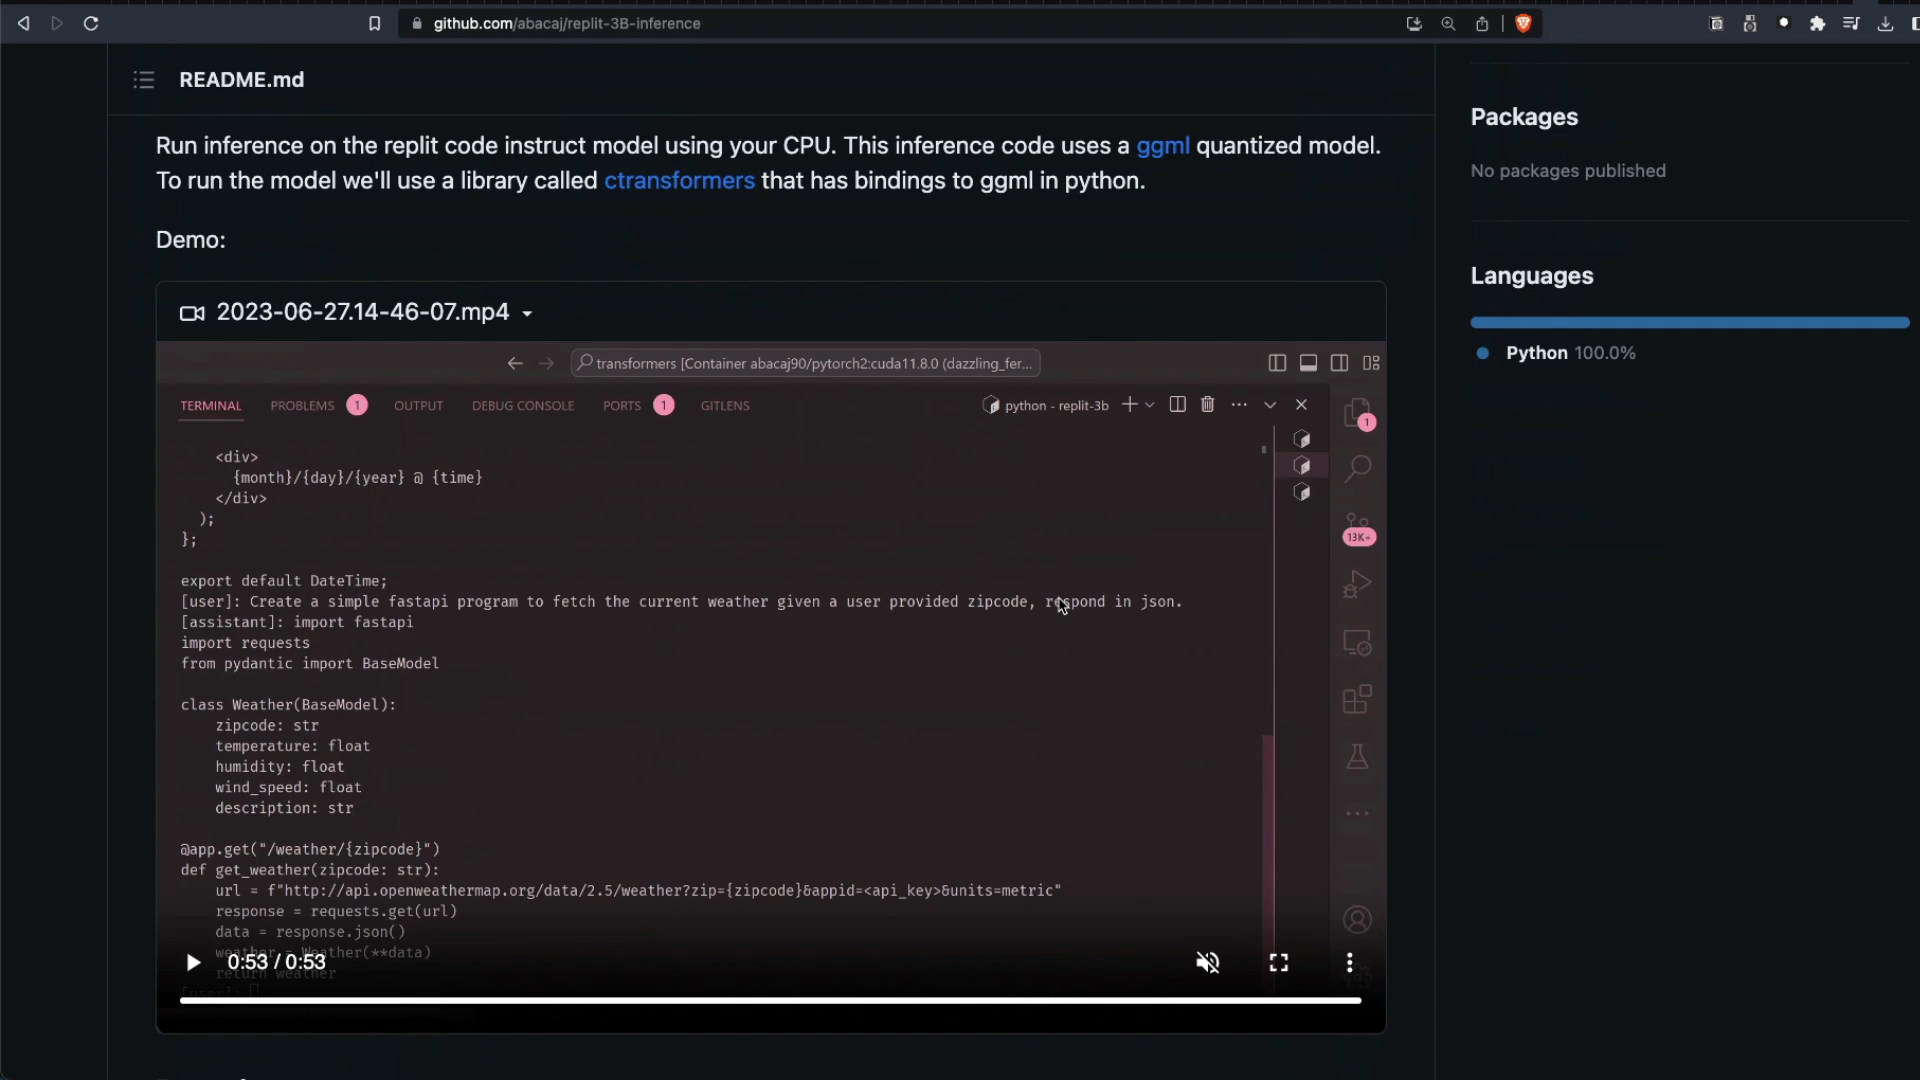 github.com/abacaj/replit-3B-inference
README.md
Run inference on the replit code instruct model using your CPU. This inference code uses a ggml quantized model.
To run the model we'll use a library called ctransformers that has bindings to ggml in python.
Demo:
2023-06-27.14-46-07.mp4
transformers [Container abacaj90/pytorch2:cuda11.8.0 (dazzling_fer...
TERMINAL PROBLEMS 1 OUTPUT DEBUG CONSOLE PORTS 1 GITLENS python - replit-3b
1
13K+
<div>
{month}/{day}/{year} @ {time}
</div>
);
};
export default DateTime;
[user]: Create a simple fastapi program to fetch the current weather given a user provided zipcode, respond in json.
[assistant]: import fastapi
import requests
from pydantic import BaseModel
class Weather(BaseModel):
zipcode: str
temperature: float
humidity: float
wind_speed: float
description: str
@app.get("/weather/{zipcode}")
def get_weather(zipcode: str):
url = f"http://api.openweathermap.org/data/2.5/weather?zip={zipcode}&appid=<api_key>&units=metric"
response = requests.get(url)
data = response.json()
weather = Weather(**data)
return weather
[user]:
0:53 / 0:53
Packages
No packages published
Languages
Python 100.0%